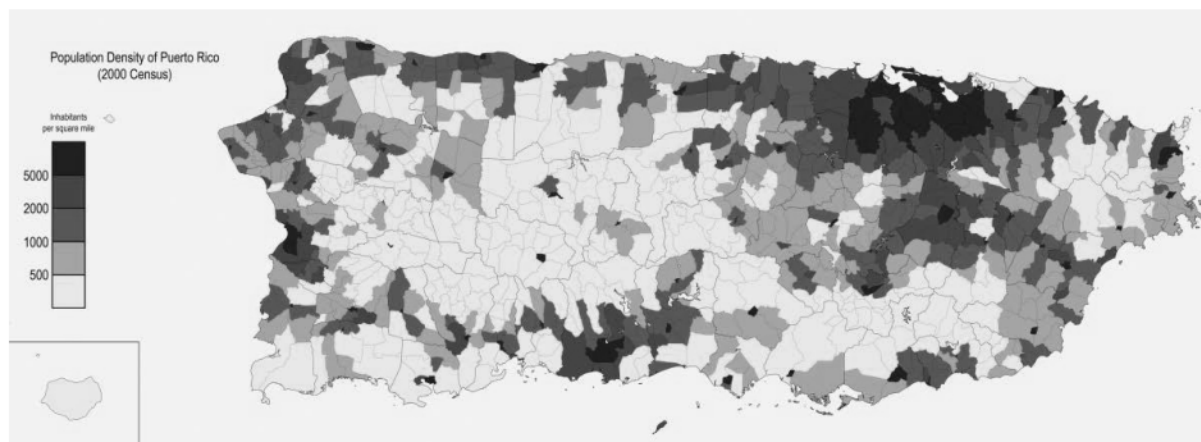 Population Density of Puerto Rico
(2000 Census)
Inhabitants
per square mile
5000
2000
1000
500